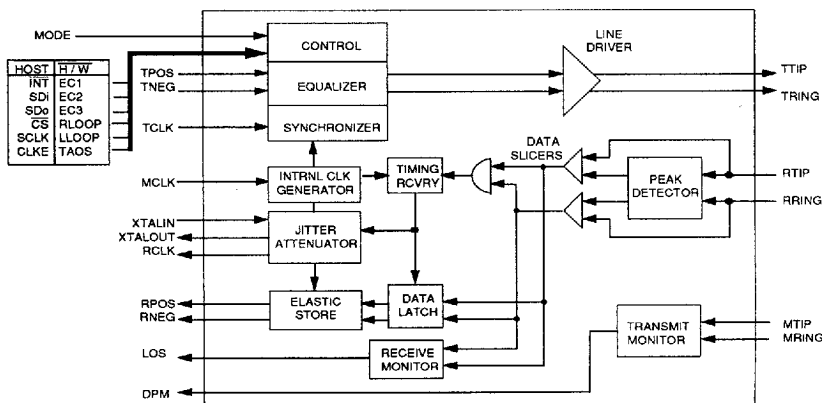 MODE
HOST H/W
INT EC1
SDi EC2
SDo EC3
CS RLOOP
SCLK LLOOP
CLKE TAOS
TPOS
TNEG
TCLK
MCLK
XTALIN
XTALOUT
RCLK
RPOS
RNEG
LOS
DPM
CONTROL
EQUALIZER
SYNCHRONIZER
INTRNL CLK
GENERATOR
TIMING
RCVRY
JITTER
ATTENUATOR
ELASTIC
STORE
DATA
LATCH
RECEIVE
MONITOR
LINE
DRIVER
DATA
SLICERS
PEAK
DETECTOR
TRANSMIT
MONITOR
TTIP
TRING
RTIP
RRING
MTIP
MRING